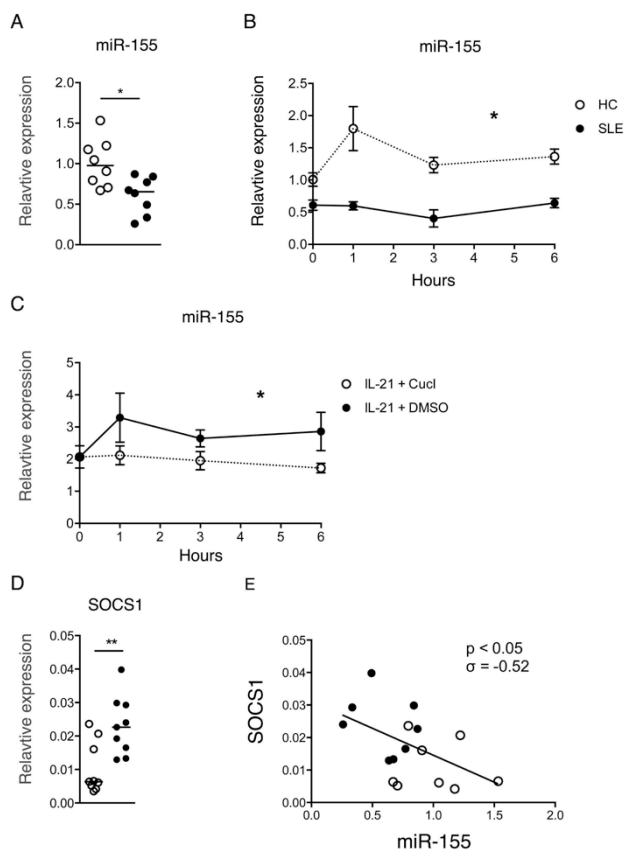 A
miR-155
Relavtive expression
2.0
1.5
1.0
0.5
0.0
*
B
miR-155
Relavtive expression
2.5
2.0
1.5
1.0
0.5
0.0
*
HC
SLE
0 1 2 3 4 5 6
Hours
C
miR-155
Relavtive expression
5
4
3
2
1
0
*
IL-21 + Cucl
IL-21 + DMSO
0 1 2 3 4 5 6
Hours
D
SOCS1
Relavtive expression
0.05
0.04
0.03
0.02
0.01
0.00
**
E
SOCS1
0.05
0.04
0.03
0.02
0.01
0.00
p < 0.05
σ = -0.52
0.0 0.5 1.0 1.5 2.0
miR-155